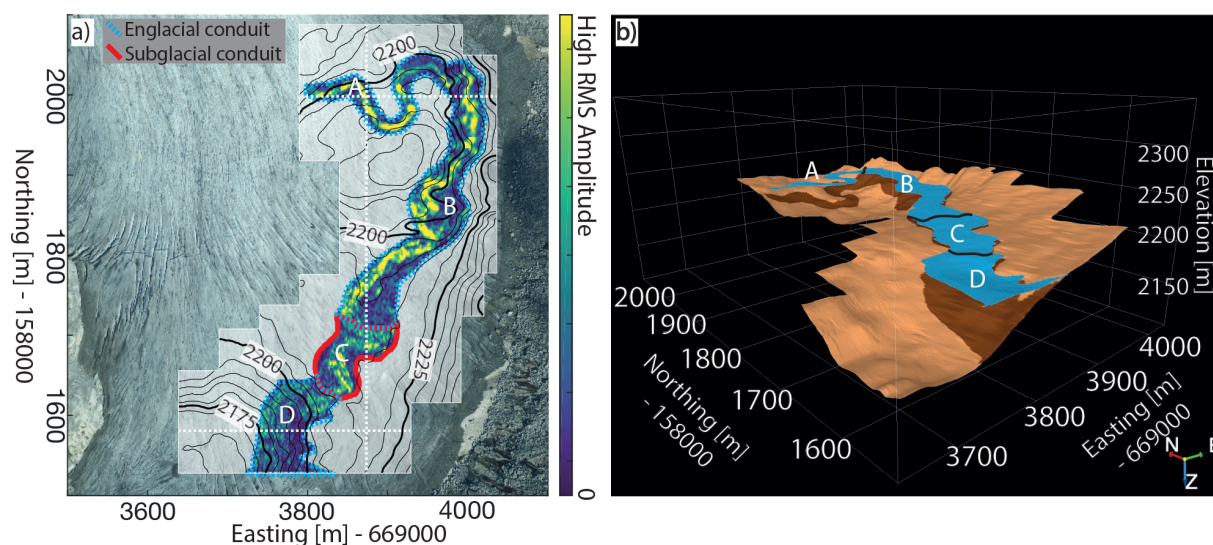 a)
Englacial conduit
Subglacial conduit
2200
A
B
2200
C
2225
2200
2175
D
2000
1800
1600
Northing [m] - 158000
3600
3800
4000
Easting [m] - 669000
High RMS Amplitude
0
b)
A
B
C
D
2300
2250
2200
2150
Elevation [m]
2000
1900
1800
1700
1600
Northing [m]
- 158000
4000
3900
3800
3700
Easting [m]
- 669000
N
E
Z